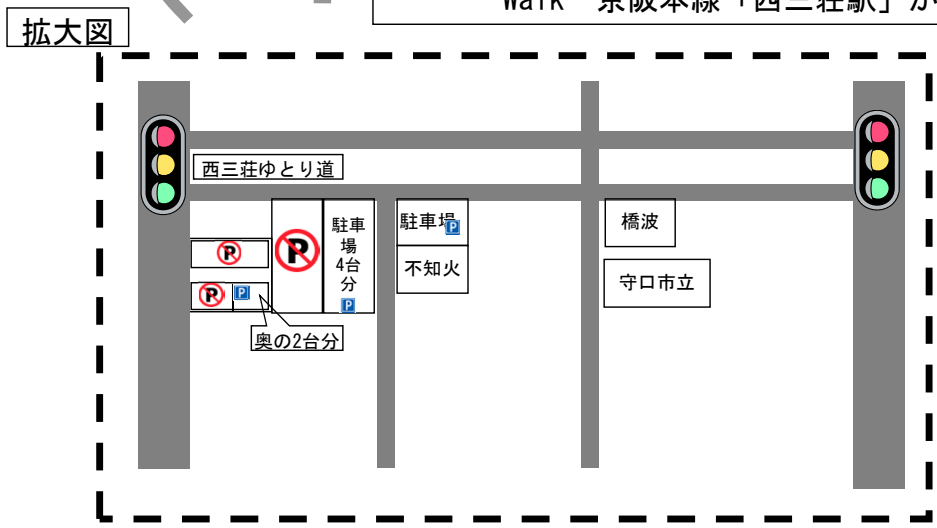 Walk 京阪本線「西三荘駅」か
拡大図
西三荘ゆとり道
駐車
場
4台
分
P
P
P
P
P
奥の2台分
駐車場
P
不知火
橋波
守口市立